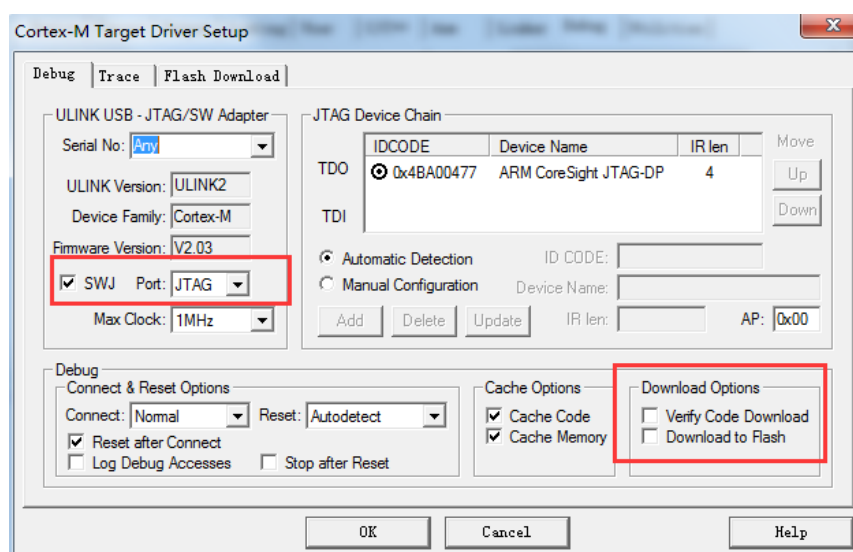 Cortex-M Target Driver Setup
Debug Trace Flash Download
ULINK USB - JTAG/SW Adapter
Serial No: Any
ULINK Version: ULINK2
Device Family: Cortex-M
Firmware Version: V2.03
SWJ Port: JTAG
Max Clock: 1MHz
JTAG Device Chain
IDCODE Device Name IR len
TDO 0x4BA00477 ARM CoreSight JTAG-DP 4
TDI
Move
Up
Down
Automatic Detection ID CODE:
Manual Configuration Device Name:
Add Delete Update IR len: AP: 0x00
Debug
Connect & Reset Options
Connect: Normal Reset: Autodetect
Reset after Connect
Log Debug Accesses Stop after Reset
Cache Options
Cache Code
Cache Memory
Download Options
Verify Code Download
Download to Flash
OK Cancel Help